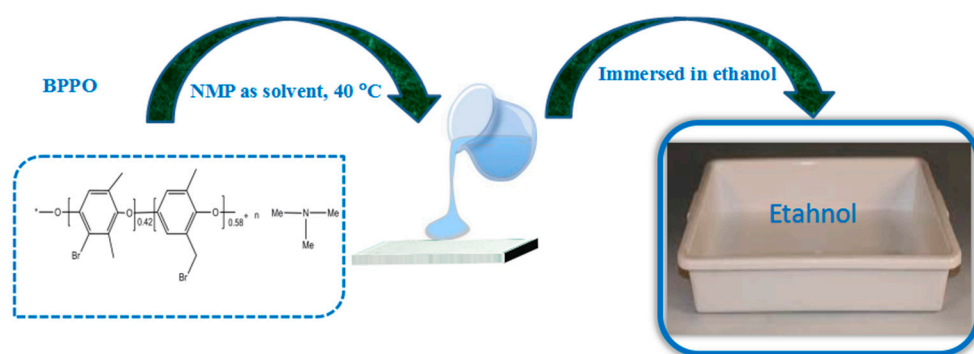 BPPO
NMP as solvent, 40 °C
Immersed in ethanol
Etahnol
*—O
O
0.42
O
0.58
+ n
Me—N—Me
Me
Br
Br